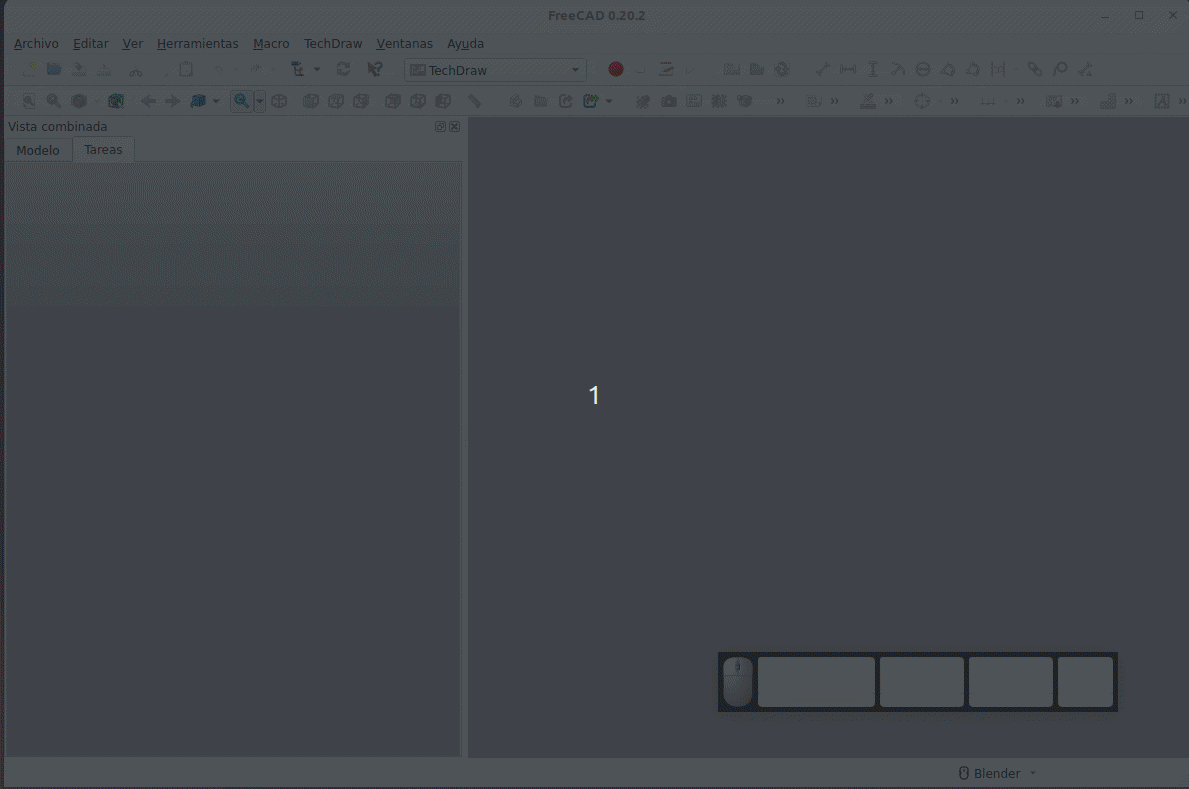 FreeCAD 0.20.2
Archivo Editar Ver Herramientas Macro TechDraw Ventanas Ayuda
TechDraw
Vista combinada
Modelo Tareas
1
Blender